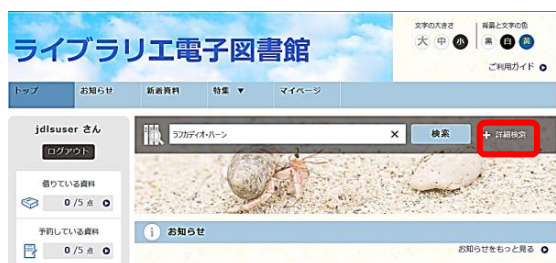 ライブラリエ電子図書館
文字の大きさ
大 中 小
背景と文字の色
黒 白 黄
ご利用ガイド
トップ お知らせ 新着資料 特集 ▼ マイページ
jdlsuser さん
ログアウト
ラフカディオ・ハーン × 検索 + 詳細検索
借りている資料
0 /5 点
予約している資料
0 /5 点
i お知らせ
お知らせをもっと見る